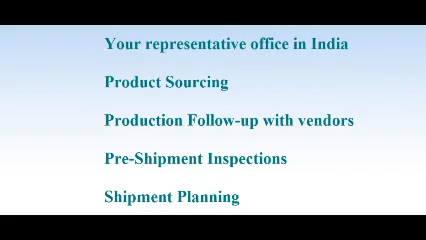 Your representative office in India
Product Sourcing
Production Follow-up with vendors
Pre-Shipment Inspections
Shipment Planning